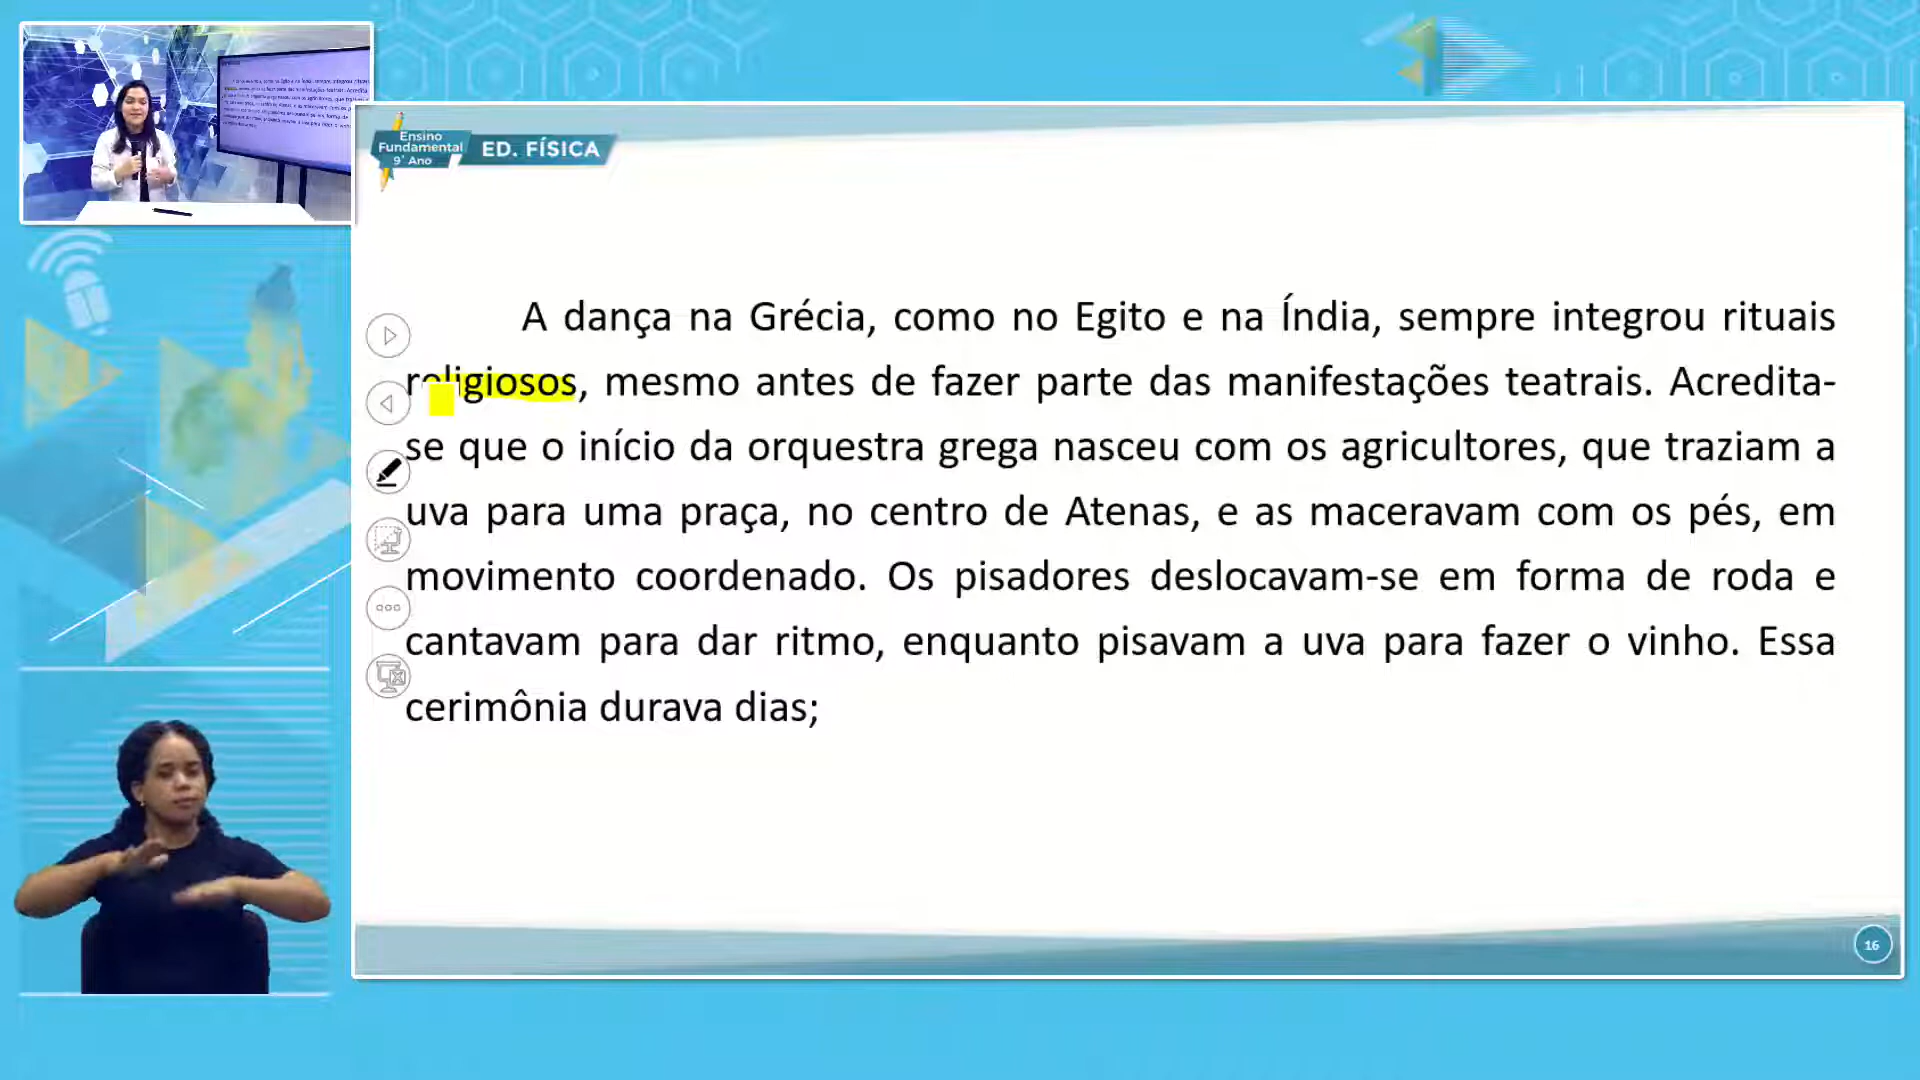 Ensino
Fundamental
9° Ano
ED. FÍSICA
A dança na Grécia, como no Egito e na Índia, sempre integrou rituais
religiosos, mesmo antes de fazer parte das manifestações teatrais. Acredita-
se que o início da orquestra grega nasceu com os agricultores, que traziam a
uva para uma praça, no centro de Atenas, e as maceravam com os pés, em
movimento coordenado. Os pisadores deslocavam-se em forma de roda e
cantavam para dar ritmo, enquanto pisavam a uva para fazer o vinho. Essa
cerimônia durava dias;
16